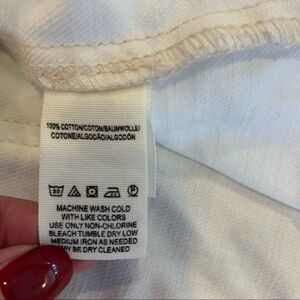 100% COTTON/COTON/BAUMWOLLE/
COTONE/ALGODÃO/ALGODÓN
MACHINE WASH COLD
WITH LIKE COLORS
USE ONLY NON-CHLORINE
BLEACH TUMBLE DRY LOW
MEDIUM IRON AS NEEDED
MAY BE DRY CLEANED